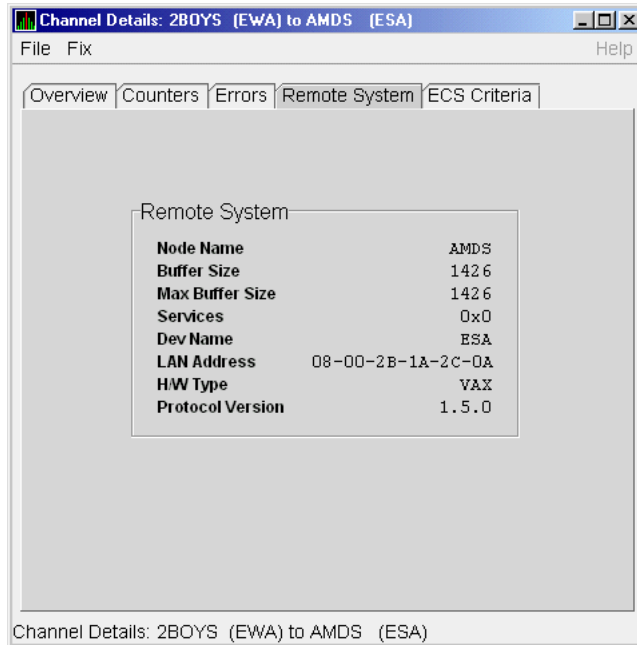 Channel Details: 2BOYS (EWA) to AMDS (ESA)
File Fix Help
Overview Counters Errors Remote System ECS Criteria
Remote System
Node Name AMDS
Buffer Size 1426
Max Buffer Size 1426
Services 0x0
Dev Name ESA
LAN Address 08-00-2B-1A-2C-0A
H/W Type VAX
Protocol Version 1.5.0
Channel Details: 2BOYS (EWA) to AMDS (ESA)